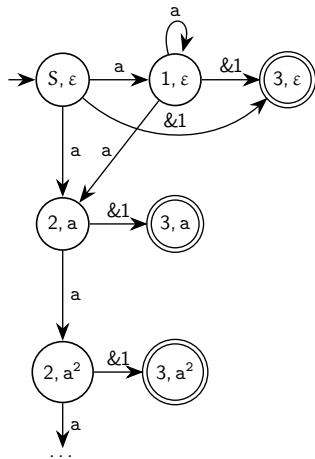 a
S, ε a 1, ε &1 3, ε
&1
a a
2, a &1 3, a
a
2, a² &1 3, a²
a
...